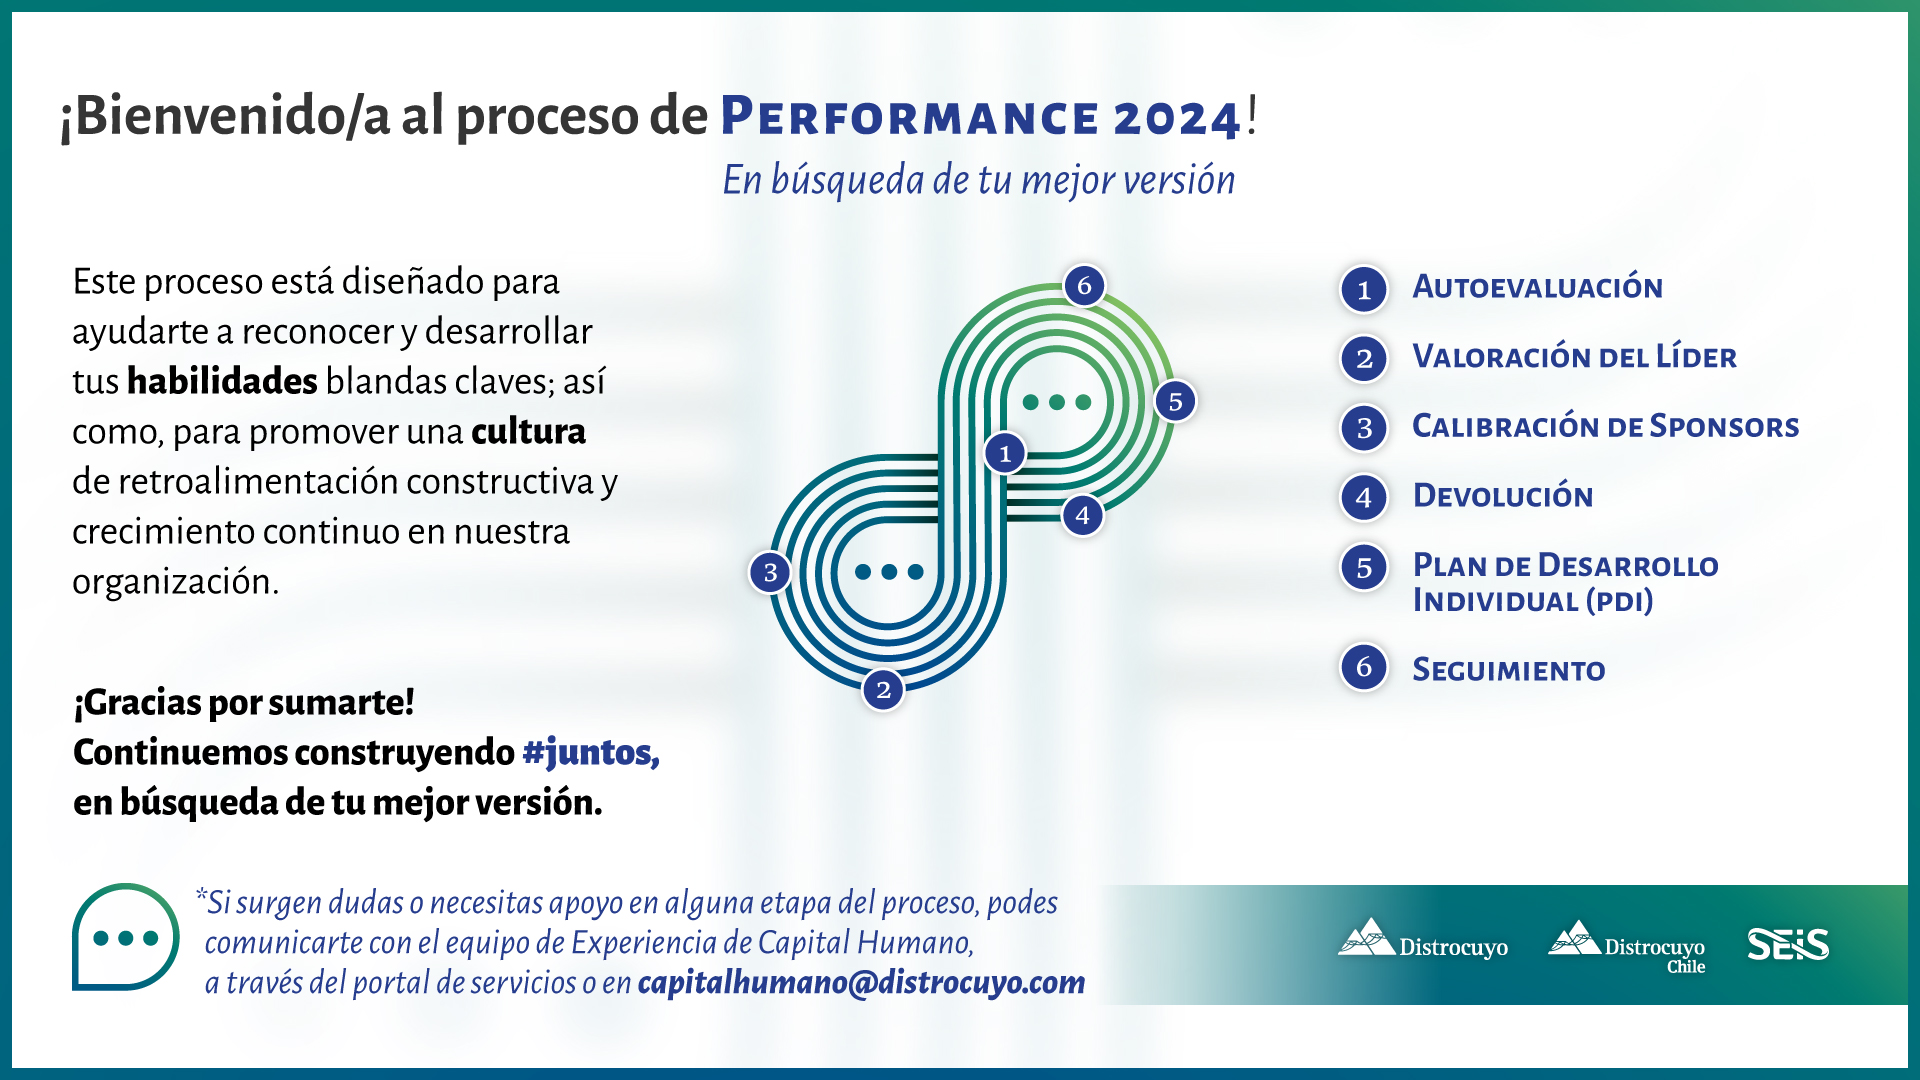 ¡Bienvenido/a al proceso de PERFORMANCE 2024!
En búsqueda de tu mejor versión
Este proceso está diseñado para
ayudarte a reconocer y desarrollar
tus habilidades blandas claves; así
como, para promover una cultura
de retroalimentación constructiva y
crecimiento continuo en nuestra
organización.
¡Gracias por sumarte!
Continuemos construyendo #juntos,
en búsqueda de tu mejor versión.
6
5
1
4
3
2
1 AUTOEVALUACIÓN
2 VALORACIÓN DEL LÍDER
3 CALIBRACIÓN DE SPONSORS
4 DEVOLUCIÓN
5 PLAN DE DESARROLLO
INDIVIDUAL (PDI)
6 SEGUIMIENTO
*Si surgen dudas o necesitas apoyo en alguna etapa del proceso, podes
comunicarte con el equipo de Experiencia de Capital Humano,
a través del portal de servicios o en capitalhumano@distrocuyo.com
Distrocuyo
Distrocuyo
Chile
SEiS